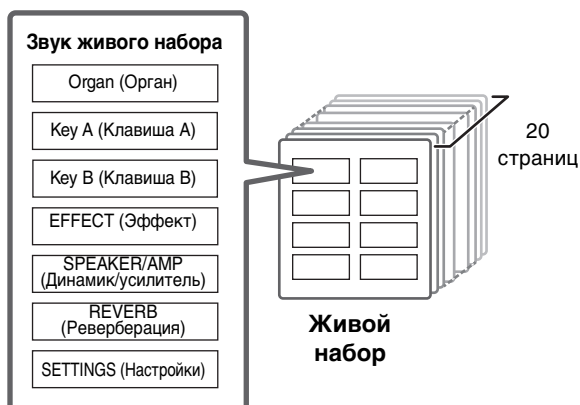 Звук живого набора
Organ (Орган)
Key A (Клавиша A)
Key B (Клавиша B)
EFFECT (Эффект)
SPEAKER/AMP
(Динамик/усилитель)
REVERB
(Реверберация)
SETTINGS (Настройки)
20
страниц
Живой
набор